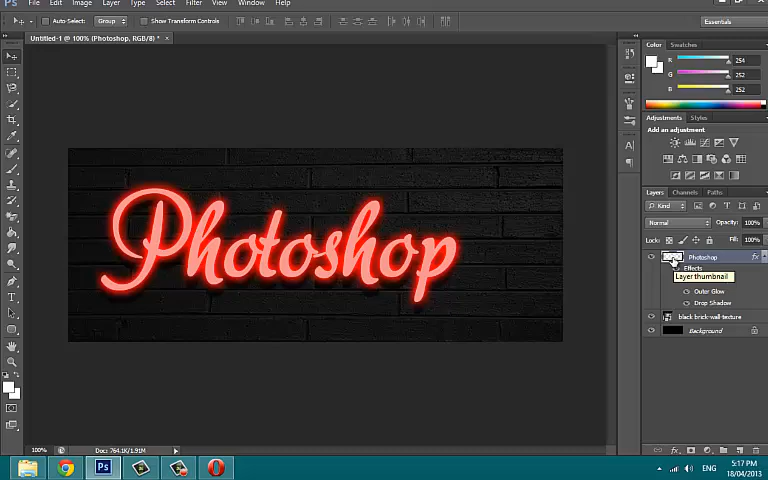 Ps File Edit Image Layer Type Select Filter View Window Help
Auto-Select: Group Show Transform Controls Essentials
Untitled-1 @ 100% (Photoshop, RGB/8) * ×
Color Swatches
R 254
G 252
B 252
Adjustments Styles
Add an adjustment
Layers Channels Paths
Kind
Normal Opacity: 100%
Lock: Fill: 100%
Photoshop fx
Effects
Layer thumbnail
Outer Glow
Drop Shadow
black brick-wall-texture
Background
Photoshop
100% Doc: 764.1K/1.91M
Ps ENG 5:17 PM
18/04/2013